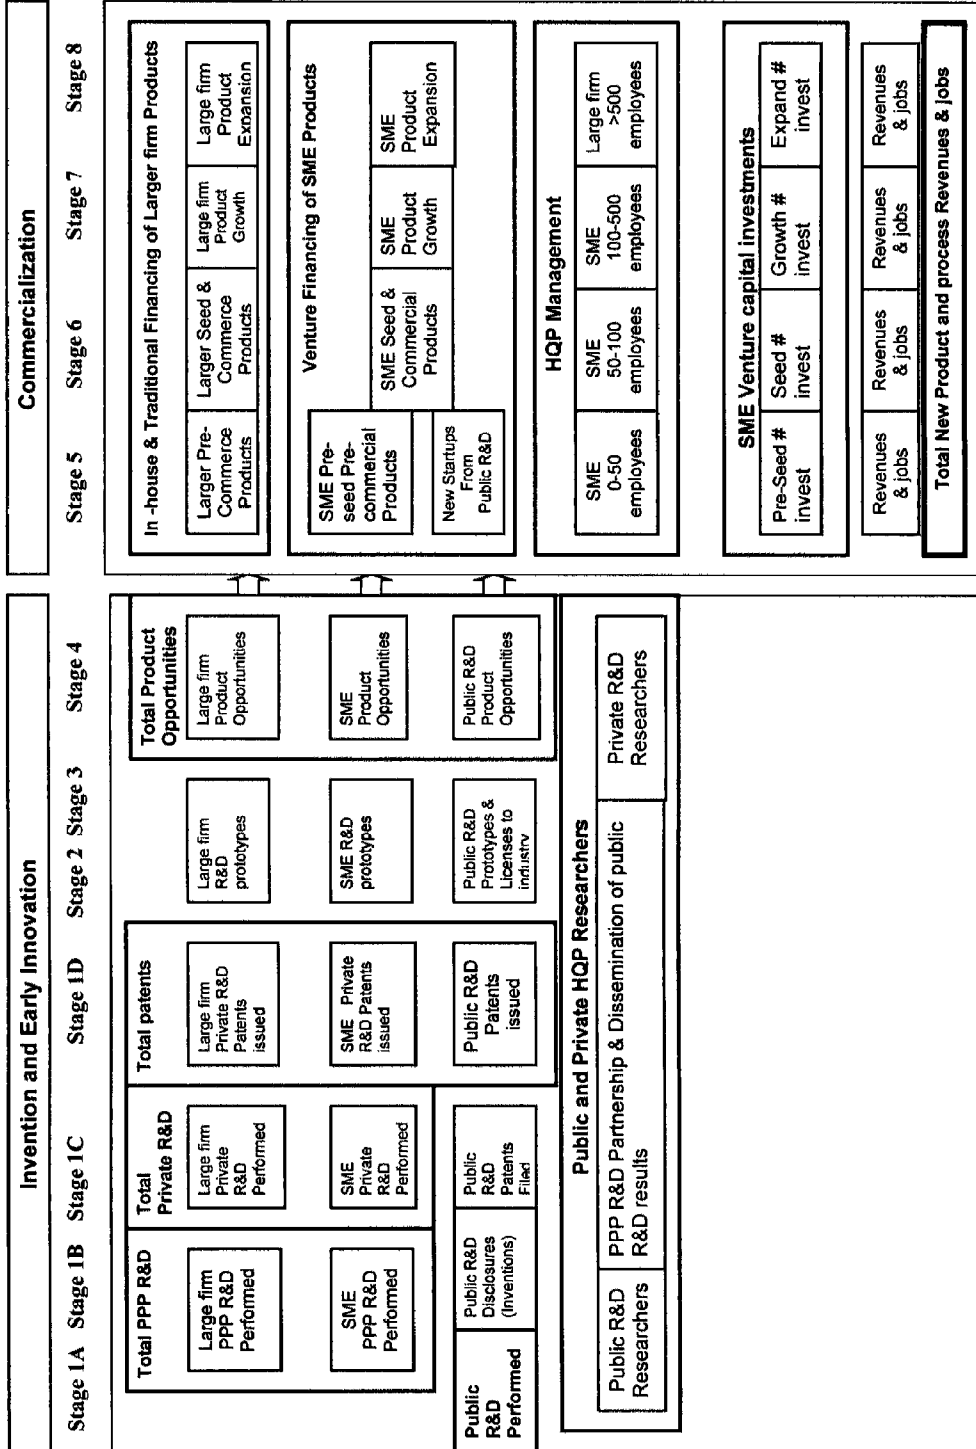 Invention and Early Innovation
Commercialization
Stage 1A
Stage 1B
Stage 1C
Stage 1D
Stage 2
Stage 3
Stage 4
Stage 5
Stage 6
Stage 7
Stage 8
Total PPP R&D
Large firm
PPP R&D
Performed
SME
PPP R&D
Performed
Public
R&D
Performed
Public R&D
Disclosures
(Inventions)
Total
Private R&D
Large firm
Private
R&D
Performed
SME
Private
R&D
Performed
Public
R&D
Patents
Filed
Total patents
Large firm
Private R&D
Patents
issued
SME Private
R&D Patents
issued
Public R&D
Patents
issued
Large firm
R&D
prototypes
SME R&D
prototypes
Public R&D
Prototypes &
Licenses to
industry
Total Product
Opportunities
Large firm
Product
Opportunities
SME
Product
Opportunities
Public R&D
Product
Opportunities
Public and Private HQP Researchers
Public R&D
Researchers
PPP R&D Partnership & Dissemination of public
R&D results
Private R&D
Researchers
In -house & Traditional Financing of Larger firm Products
Larger Pre-
Commerce
Products
Larger Seed &
Commerce
Products
Large firm
Product
Growth
Large firm
Product
Expansion
Venture Financing of SME Products
SME Pre-
seed Pre-
commercial
Products
New Startups
From
Public R&D
SME Seed &
Commercial
Products
SME
Product
Growth
SME
Product
Expansion
HQP Management
SME
0-50
employees
SME
50-100
employees
SME
100-500
employees
Large firm
>500
employees
SME Venture capital investments
Pre-Seed #
invest
Seed #
invest
Growth #
invest
Expand #
invest
Revenues
& jobs
Revenues
& jobs
Revenues
& jobs
Revenues
& jobs
Total New Product and process Revenues & jobs